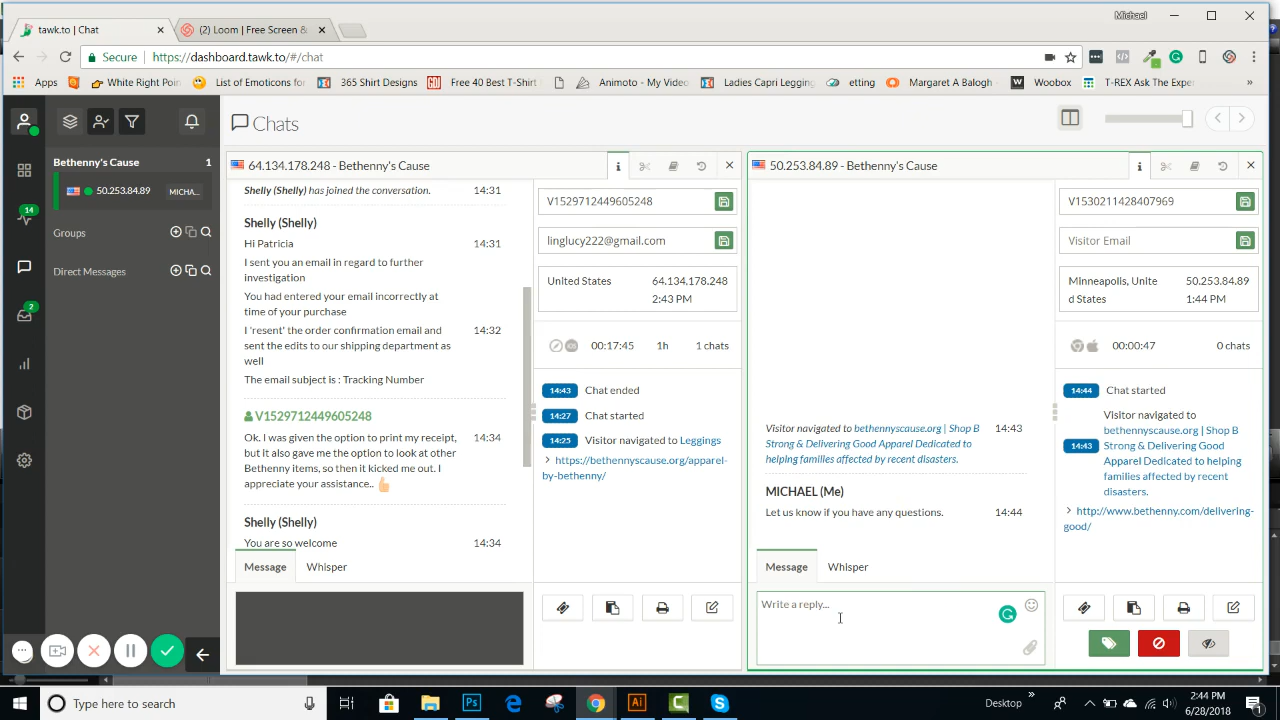 Michael
tawk.to | Chat
(2) Loom | Free Screen &
Secure
https://dashboard.tawk.to/#/chat
Apps
White Right Poin
List of Emoticons for
365 Shirt Designs
Free 40 Best T-Shirt
Animoto - My Video
Ladies Capri Legging
etting
Margaret A Balogh
Woobox
T-REX Ask The Exper
»
Chats
Bethenny's Cause 1
50.253.84.89 MICHA...
14
Groups
Direct Messages
2
64.134.178.248 - Bethenny's Cause
Shelly (Shelly) has joined the conversation. 14:31
Shelly (Shelly)
Hi Patricia 14:31
I sent you an email in regard to further
investigation
You had entered your email incorrectly at
time of your purchase
I 'resent' the order confirmation email and 14:32
sent the edits to our shipping department as
well
The email subject is : Tracking Number
V1529712449605248
Ok. I was given the option to print my receipt, 14:34
but it also gave me the option to look at other
Bethenny items, so then it kicked me out. I
appreciate your assistance..
Shelly (Shelly)
You are so welcome 14:34
Message Whisper
V1529712449605248
linglucy222@gmail.com
United States 64.134.178.248
2:43 PM
00:17:45 1h 1 chats
14:43 Chat ended
14:27 Chat started
14:25 Visitor navigated to Leggings
> https://bethennyscause.org/apparel-
by-bethenny/
50.253.84.89 - Bethenny's Cause
Visitor navigated to bethennyscause.org | Shop B 14:43
Strong & Delivering Good Apparel Dedicated to
helping families affected by recent disasters.
MICHAEL (Me)
Let us know if you have any questions. 14:44
Message Whisper
Write a reply...
V1530211428407969
Visitor Email
Minneapolis, Unite 50.253.84.89
d States 1:44 PM
00:00:47 0 chats
14:44 Chat started
Visitor navigated to
14:43 bethennyscause.org | Shop B
Strong & Delivering Good
Apparel Dedicated to helping
families affected by recent
disasters.
> http://www.bethenny.com/delivering-
good/
Type here to search
Ps
Ai
Desktop
»
2:44 PM
6/28/2018